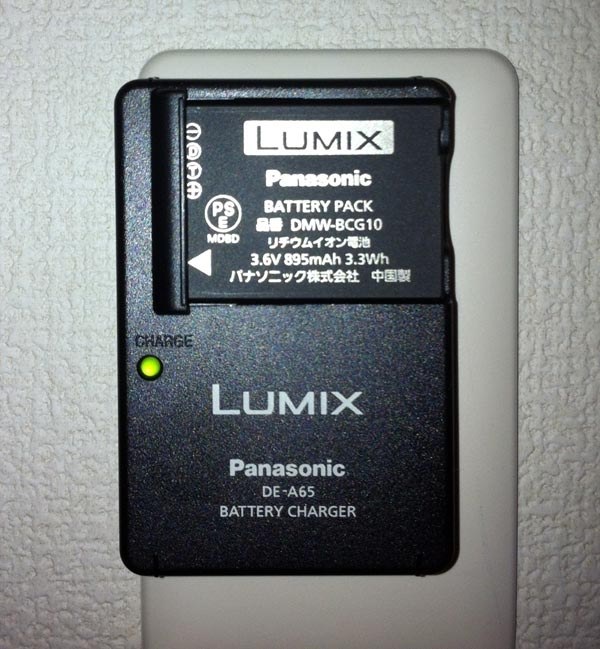 LUMIX
Panasonic
BATTERY PACK
品番 DMW-BCG10
リチウムイオン電池
3.6V 895mAh 3.3Wh
パナソニック株式会社 中国製
⊖
D
T
⊕
PS
E
MDBD
CHARGE
LUMIX
Panasonic
DE-A65
BATTERY CHARGER